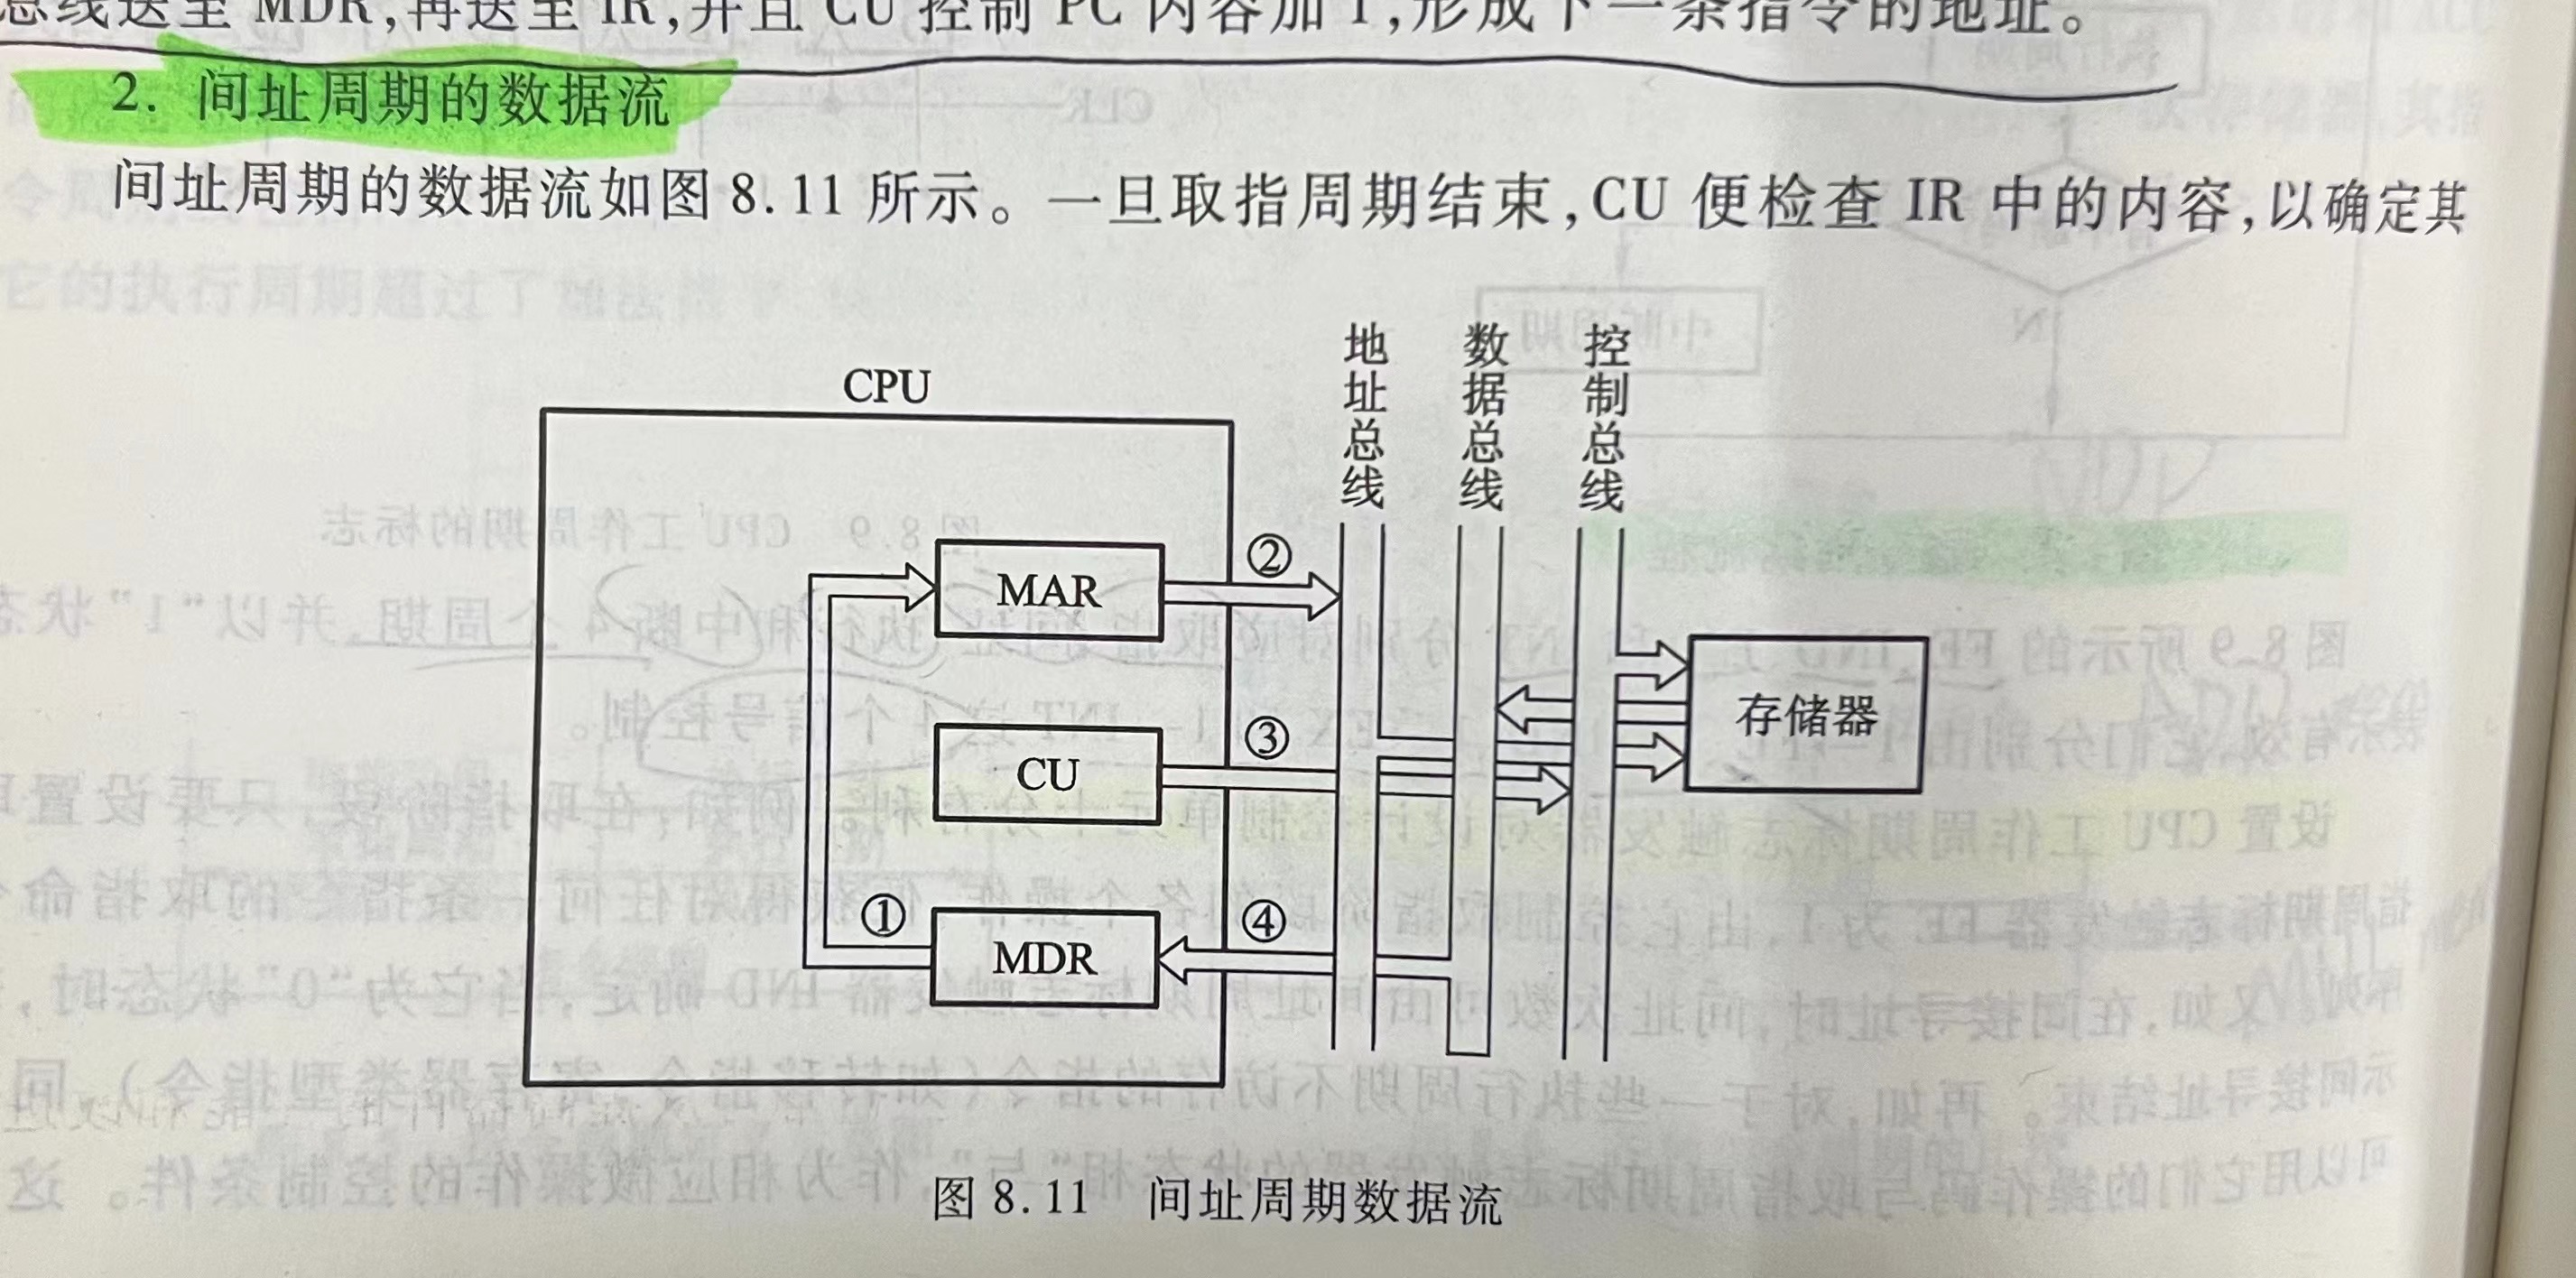 总线送至 MDR,再送至 IR,并且 CU 控制 PC 内容加 1,形成下一条指令的地址。
2. 间址周期的数据流
间址周期的数据流如图 8.11 所示。一旦取指周期结束,CU 便检查 IR 中的内容,以确定其
CPU
地址总线
数据总线
控制总线
MAR
②
CU
③
存储器
①
MDR
④
图 8.11 间址周期数据流